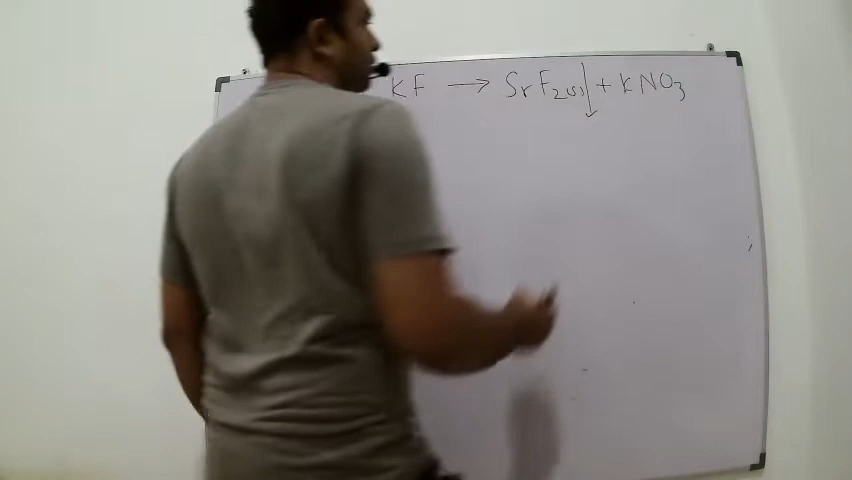 KF → SrF₂(s)↓ + KNO₃